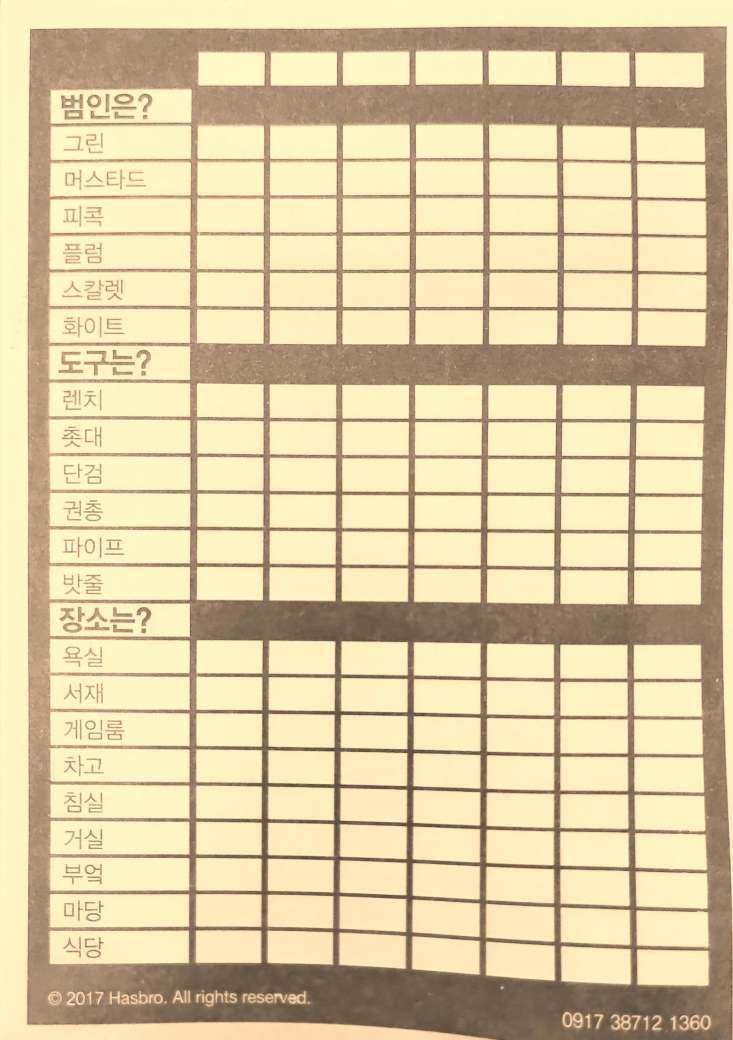 범인은?
그린
머스타드
피콕
플럼
스칼렛
화이트
도구는?
렌치
촛대
단검
권총
파이프
밧줄
장소는?
욕실
서재
게임룸
차고
침실
거실
부엌
마당
식당
© 2017 Hasbro. All rights reserved.
0917 38712 1360